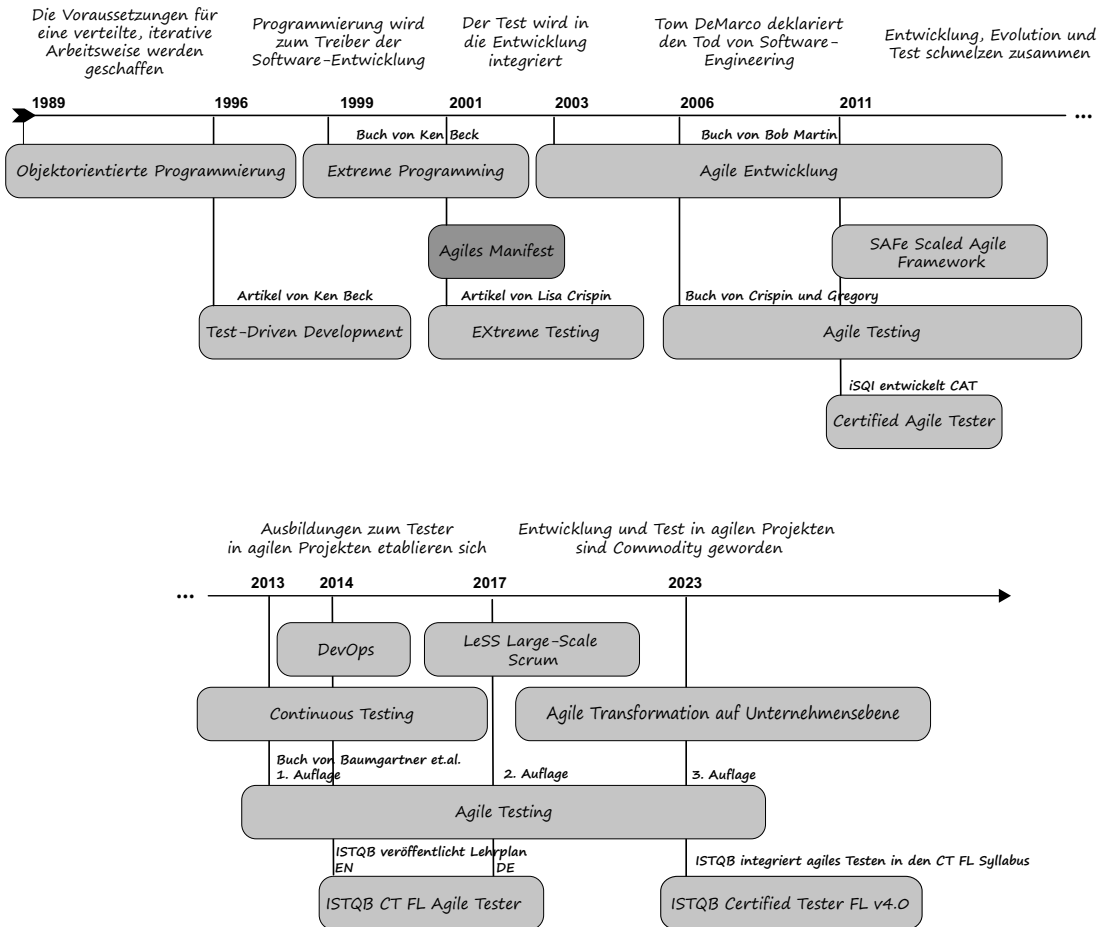 Die Voraussetzungen für
eine verteilte, iterative
Arbeitsweise werden
geschaffen
Programmierung wird
zum Treiber der
Software-Entwicklung
Der Test wird in
die Entwicklung
integriert
Tom DeMarco deklariert
den Tod von Software-
Engineering
Entwicklung, Evolution und
Test schmelzen zusammen
1989
1996
1999
2001
2003
2006
2011
...
Buch von Ken Beck
Buch von Bob Martin
Objektorientierte Programmierung
Extreme Programming
Agile Entwicklung
Agiles Manifest
SAFe Scaled Agile
Framework
Artikel von Ken Beck
Artikel von Lisa Crispin
Buch von Crispin und Gregory
Test-Driven Development
EXtreme Testing
Agile Testing
iSQI entwickelt CAT
Certified Agile Tester
Ausbildungen zum Tester
in agilen Projekten etablieren sich
Entwicklung und Test in agilen Projekten
sind Commodity geworden
...
2013
2014
2017
2023
DevOps
LeSS Large-Scale
Scrum
Continuous Testing
Agile Transformation auf Unternehmensebene
Buch von Baumgartner et.al.
1. Auflage
2. Auflage
3. Auflage
Agile Testing
ISTQB veröffentlicht Lehrplan
EN
DE
ISTQB integriert agiles Testen in den CT FL Syllabus
ISTQB CT FL Agile Tester
ISTQB Certified Tester FL v4.0